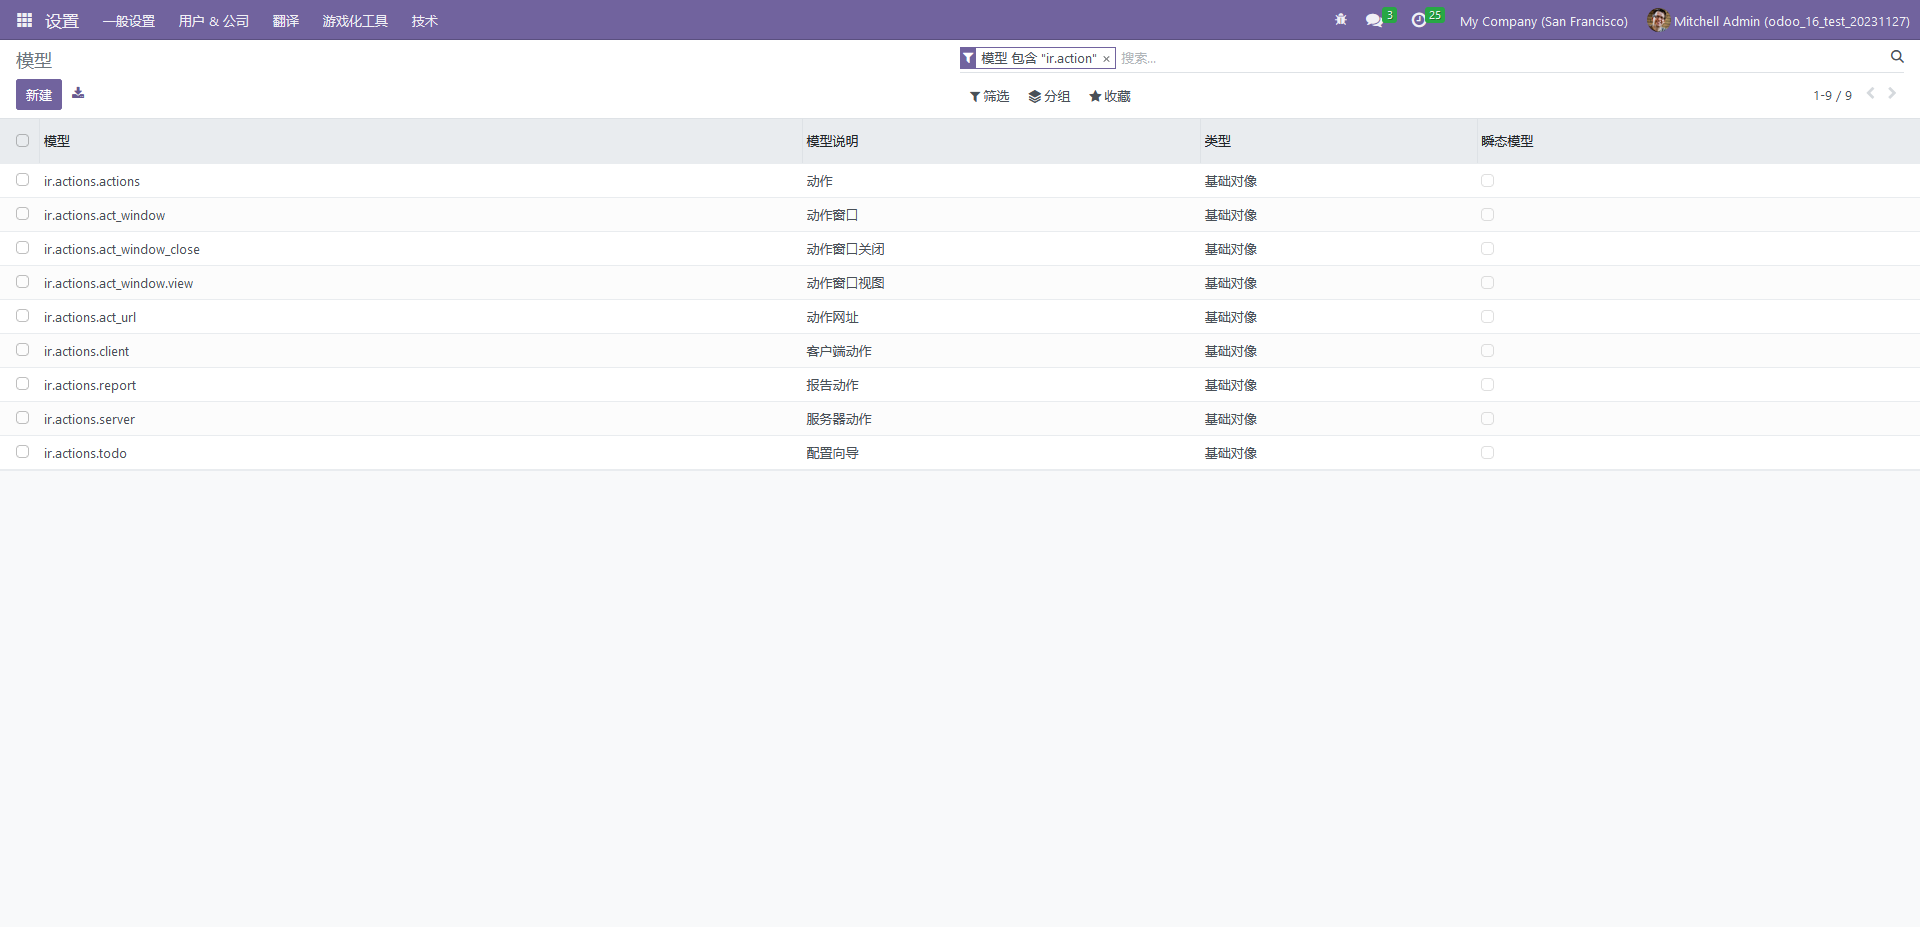 设置 一般设置 用户 & 公司 翻译 游戏化工具 技术 3 25 My Company (San Francisco) Mitchell Admin (odoo_16_test_20231127)
模型 模型 包含 "ir.action" × 搜索...
新建 筛选 分组 收藏 1-9 / 9
模型 模型说明 类型 瞬态模型
ir.actions.actions 动作 基础对像
ir.actions.act_window 动作窗口 基础对像
ir.actions.act_window_close 动作窗口关闭 基础对像
ir.actions.act_window.view 动作窗口视图 基础对像
ir.actions.act_url 动作网址 基础对像
ir.actions.client 客户端动作 基础对像
ir.actions.report 报告动作 基础对像
ir.actions.server 服务器动作 基础对像
ir.actions.todo 配置向导 基础对像